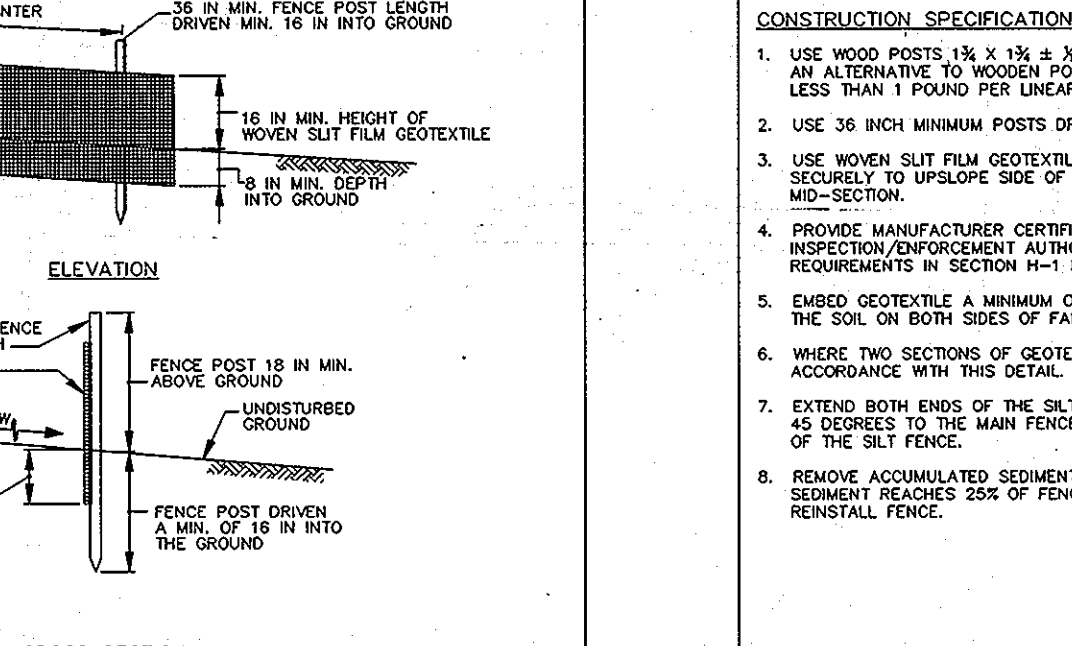 NTER
36 IN MIN. FENCE POST LENGTH
DRIVEN MIN. 16 IN INTO GROUND
16 IN MIN. HEIGHT OF
WOVEN SLIT FILM GEOTEXTILE
8 IN MIN. DEPTH
INTO GROUND
ELEVATION
ENCE
H
FENCE POST 18 IN MIN.
ABOVE GROUND
UNDISTURBED
GROUND
W
FENCE POST DRIVEN
A MIN. OF 16 IN INTO
THE GROUND
CONSTRUCTION SPECIFICATION
1. USE WOOD POSTS 1¾ X 1¾ ±
AN ALTERNATIVE TO WOODEN PO
LESS THAN 1 POUND PER LINEAR
2. USE 36 INCH MINIMUM POSTS DR
3. USE WOVEN SLIT FILM GEOTEXTIL
SECURELY TO UPSLOPE SIDE OF
MID-SECTION.
4. PROVIDE MANUFACTURER CERTIFI
INSPECTION/ENFORCEMENT AUTHO
REQUIREMENTS IN SECTION H-1
5. EMBED GEOTEXTILE A MINIMUM O
THE SOIL ON BOTH SIDES OF FA
6. WHERE TWO SECTIONS OF GEOTE
ACCORDANCE WITH THIS DETAIL.
7. EXTEND BOTH ENDS OF THE SILT
45 DEGREES TO THE MAIN FENCE
OF THE SILT FENCE.
8. REMOVE ACCUMULATED SEDIMENT
SEDIMENT REACHES 25% OF FENC
REINSTALL FENCE.